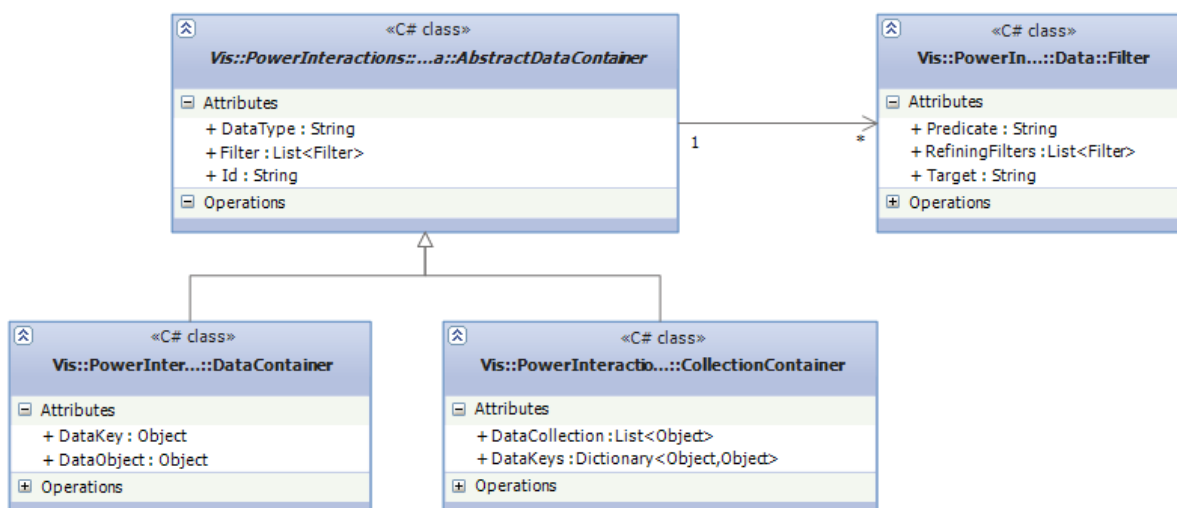 «C# class»
Vis::PowerInteractions::...a::AbstractDataContainer
Attributes
+ DataType : String
+ Filter : List<Filter>
+ Id : String
Operations
«C# class»
Vis::PowerIn...::Data::Filter
Attributes
+ Predicate : String
+ RefiningFilters : List<Filter>
+ Target : String
Operations
1
*
«C# class»
Vis::PowerInter...::DataContainer
Attributes
+ DataKey : Object
+ DataObject : Object
Operations
«C# class»
Vis::PowerInteractio...::CollectionContainer
Attributes
+ DataCollection : List<Object>
+ DataKeys : Dictionary<Object,Object>
Operations